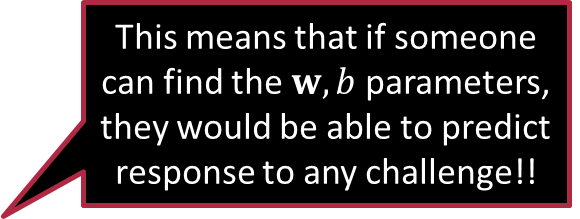 This means that if someone
can find the 𝐰, 𝑏 parameters,
they would be able to predict
response to any challenge!!